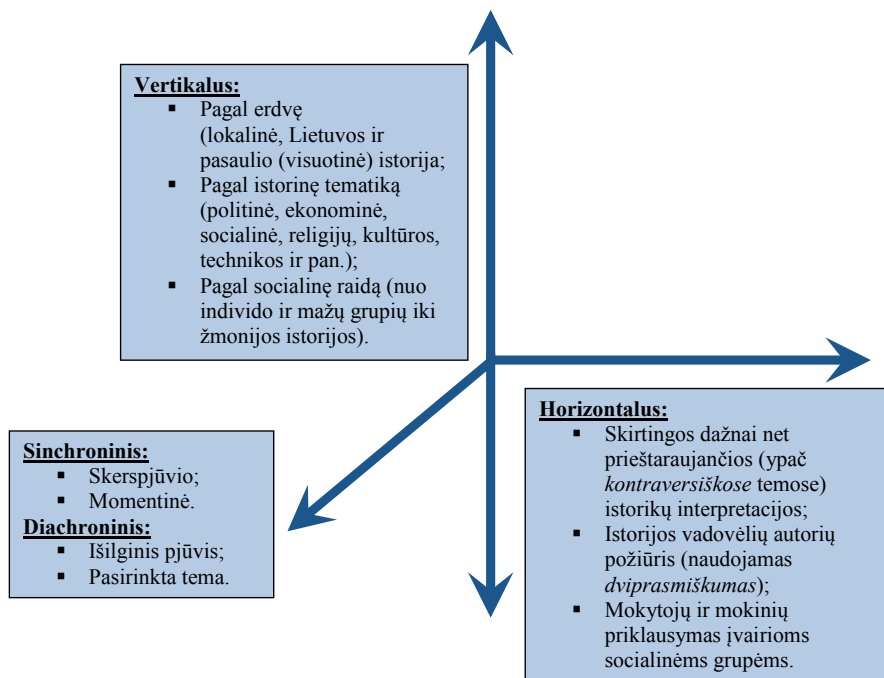 Vertikalus:
▪ Pagal erdvę
(lokalinė, Lietuvos ir
pasaulio (visuotinė) istorija;
▪ Pagal istorinę tematiką
(politinė, ekonominė,
socialinė, religijų, kultūros,
technikos ir pan.);
▪ Pagal socialinę raidą (nuo
individo ir mažų grupių iki
žmonijos istorijos).
Sinchroninis:
▪ Skerspjūvio;
▪ Momentinė.
Diachroninis:
▪ Išilginis pjūvis;
▪ Pasirinkta tema.
Horizontalus:
▪ Skirtingos dažnai net
prieštaraujančios (ypač
kontraversiškose temose)
istorikų interpretacijos;
▪ Istorijos vadovėlių autorių
požiūris (naudojamas
dviprasmiškumas);
▪ Mokytojų ir mokinių
priklausymas įvairioms
socialinėms grupėms.